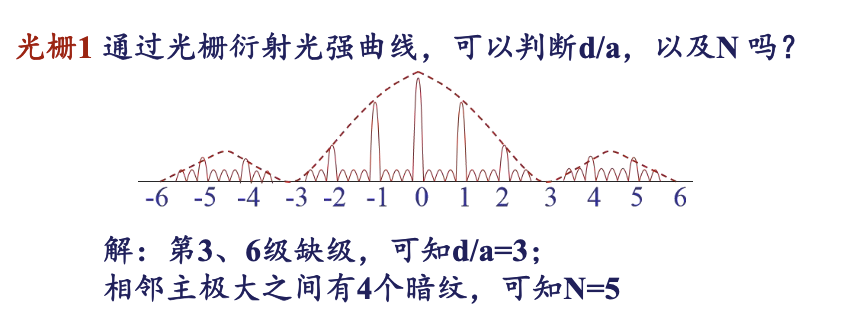 光栅1 通过光栅衍射光强曲线，可以判断d/a，以及N 吗？
-6 -5 -4 -3 -2 -1 0 1 2 3 4 5 6
解：第3、6级缺级，可知d/a=3；
相邻主极大之间有4个暗纹，可知N=5